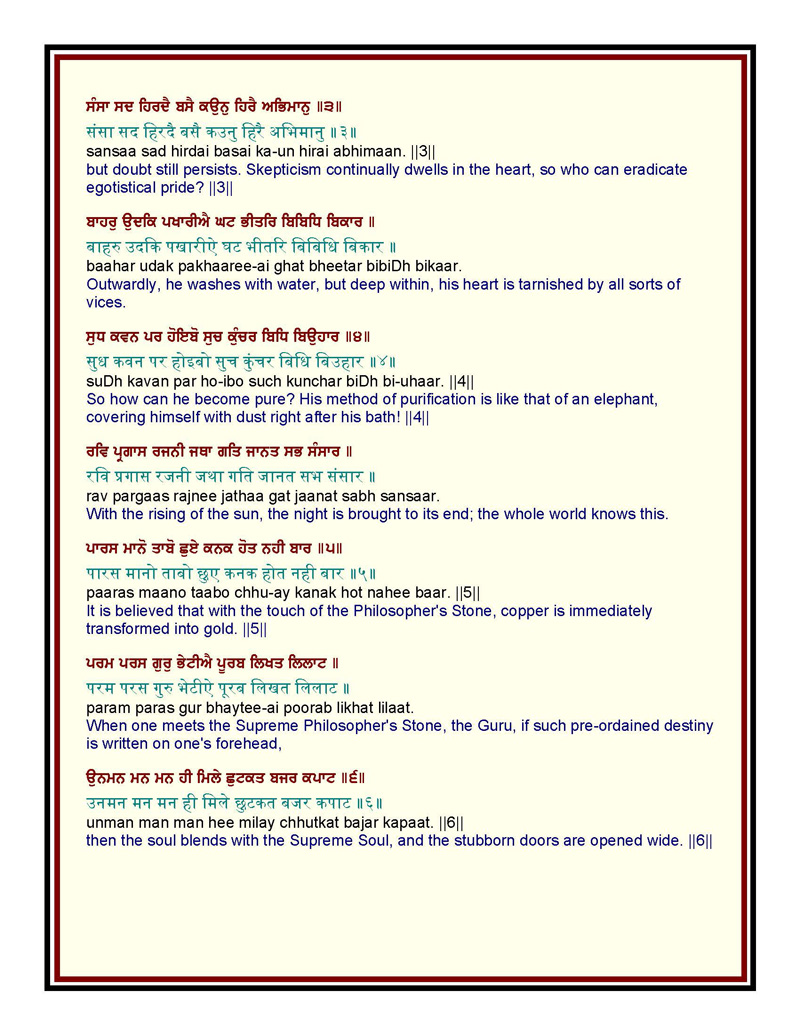 ਸੰਸਾ ਸਦ ਹਿਰਦੈ ਬਸੈ ਕਉਨੁ ਹਿਰੈ ਅਭਿਮਾਨੁ ॥੩॥
संसा सद हिरदै बसै कउनु हिरै अभिमानु ॥३॥
sansaa sad hirdai basai ka-un hirai abhimaan. ||3||
but doubt still persists. Skepticism continually dwells in the heart, so who can eradicate
egotistical pride? ||3||
ਬਾਹਰੁ ਉਦਕਿ ਪਖਾਰੀਐ ਘਟ ਭੀਤਰਿ ਬਿਬਿਧਿ ਬਿਕਾਰ ॥
बाहरु उदकि पखारीऐ घट भीतरि बिबिधि बिकार ॥
baahar udak pakhaaree-ai ghat bheetar bibiDh bikaar.
Outwardly, he washes with water, but deep within, his heart is tarnished by all sorts of
vices.
ਸੁਧ ਕਵਨ ਪਰ ਹੋਇਬੋ ਸੁਚ ਕੁੰਚਰ ਬਿਧਿ ਬਿਉਹਾਰ ॥੪॥
सुध कवन पर होइबो सुच कुंचर बिधि बिउहार ॥४॥
suDh kavan par ho-ibo such kunchar biDh bi-uhaar. ||4||
So how can he become pure? His method of purification is like that of an elephant,
covering himself with dust right after his bath! ||4||
ਰਵਿ ਪ੍ਰਗਾਸ ਰਜਨੀ ਜਥਾ ਗਤਿ ਜਾਨਤ ਸਭ ਸੰਸਾਰ ॥
रवि प्रगास रजनी जथा गति जानत सभ संसार ॥
rav pargaas rajnee jathaa gat jaanat sabh sansaar.
With the rising of the sun, the night is brought to its end; the whole world knows this.
ਪਾਰਸ ਮਾਨੋ ਤਾਬੋ ਛੁਏ ਕਨਕ ਹੋਤ ਨਹੀ ਬਾਰ ॥੫॥
पारस मानो ताबो छुए कनक होत नही बार ॥५॥
paaras maano taabo chhu-ay kanak hot nahee baar. ||5||
It is believed that with the touch of the Philosopher's Stone, copper is immediately
transformed into gold. ||5||
ਪਰਮ ਪਰਸ ਗੁਰੁ ਭੇਟੀਐ ਪੂਰਬ ਲਿਖਤ ਲਿਲਾਟ ॥
परम परस गुरु भेटीऐ पूरब लिखत लिलाट ॥
param paras gur bhaytee-ai poorab likhat lilaat.
When one meets the Supreme Philosopher's Stone, the Guru, if such pre-ordained destiny
is written on one's forehead,
ਉਨਮਨ ਮਨ ਮਨ ਹੀ ਮਿਲੇ ਛੁਟਕਤ ਬਜਰ ਕਪਾਟ ॥੬॥
उनमन मन मन ही मिले छुटकत बजर कपाट ॥६॥
unman man man hee milay chhutkat bajar kapaat. ||6||
then the soul blends with the Supreme Soul, and the stubborn doors are opened wide. ||6||